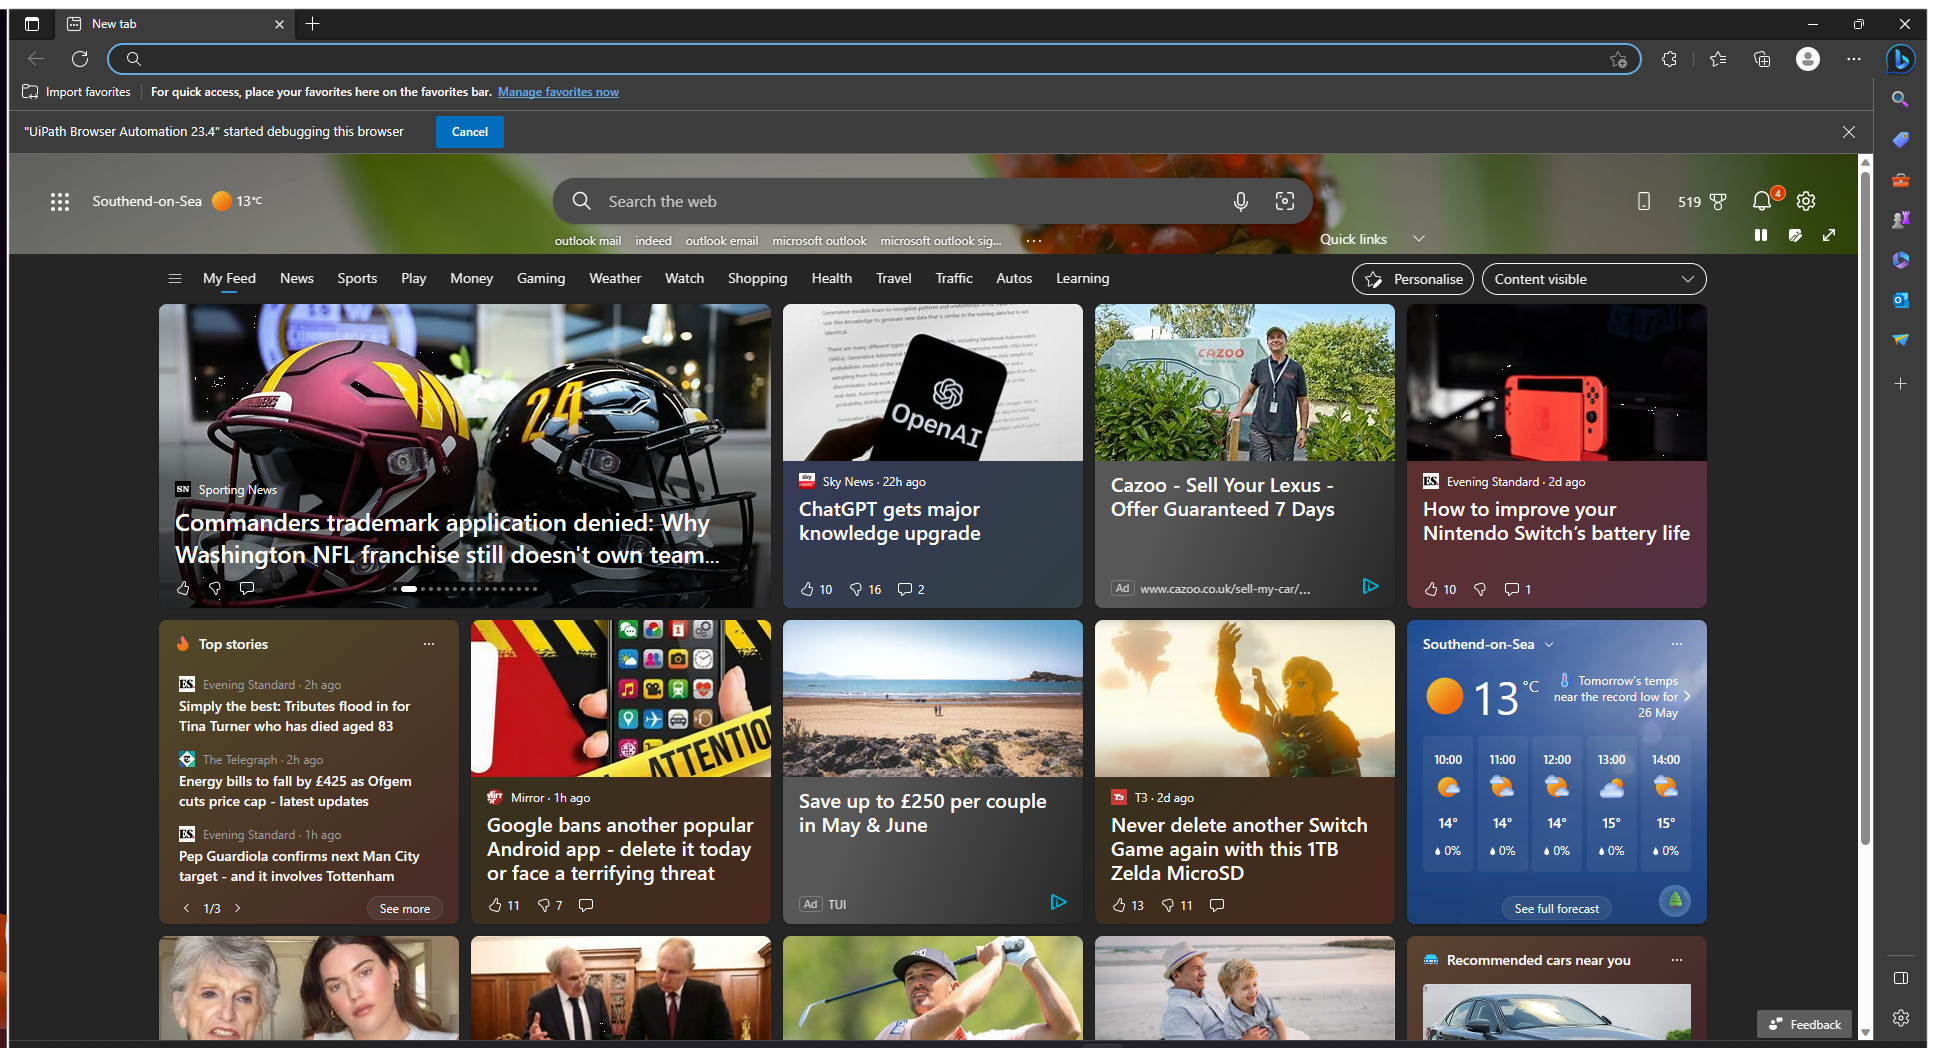 New tab
Import favorites
For quick access, place your favorites here on the favorites bar. Manage favorites now
"UiPath Browser Automation 23.4" started debugging this browser
Cancel
Southend-on-Sea 13°C
Search the web
519
4
outlook mail indeed outlook email microsoft outlook microsoft outlook sig...
Quick links
My Feed News Sports Play Money Gaming Weather Watch Shopping Health Travel Traffic Autos Learning
Personalise
Content visible
24
SN Sporting News
Commanders trademark application denied: Why
Washington NFL franchise still doesn't own team...
OpenAI
Sky News · 22h ago
ChatGPT gets major
knowledge upgrade
10 16 2
CAZOO
Cazoo - Sell Your Lexus -
Offer Guaranteed 7 Days
Ad www.cazoo.co.uk/sell-my-car/...
ES Evening Standard · 2d ago
How to improve your
Nintendo Switch’s battery life
10 1
Top stories
ES Evening Standard · 2h ago
Simply the best: Tributes flood in for
Tina Turner who has died aged 83
The Telegraph · 2h ago
Energy bills to fall by £425 as Ofgem
cuts price cap - latest updates
ES Evening Standard · 1h ago
Pep Guardiola confirms next Man City
target - and it involves Tottenham
1/3
See more
ATTENTIO
Mirror · 1h ago
Google bans another popular
Android app - delete it today
or face a terrifying threat
11 7
Save up to £250 per couple
in May & June
Ad TUI
T3 T3 · 2d ago
Never delete another Switch
Game again with this 1TB
Zelda MicroSD
13 11
Southend-on-Sea
13 °C
Tomorrow's temps
near the record low for
26 May
10:00 11:00 12:00 13:00 14:00
14° 14° 14° 15° 15°
0% 0% 0% 0% 0%
See full forecast
Recommended cars near you
Feedback